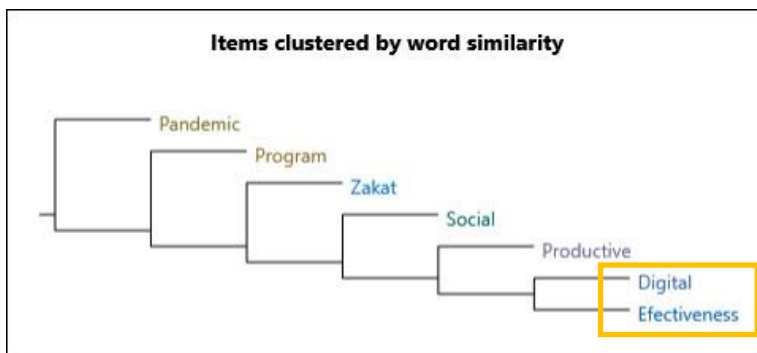 Items clustered by word similarity
Pandemic
Program
Zakat
Social
Productive
Digital
Efectiveness